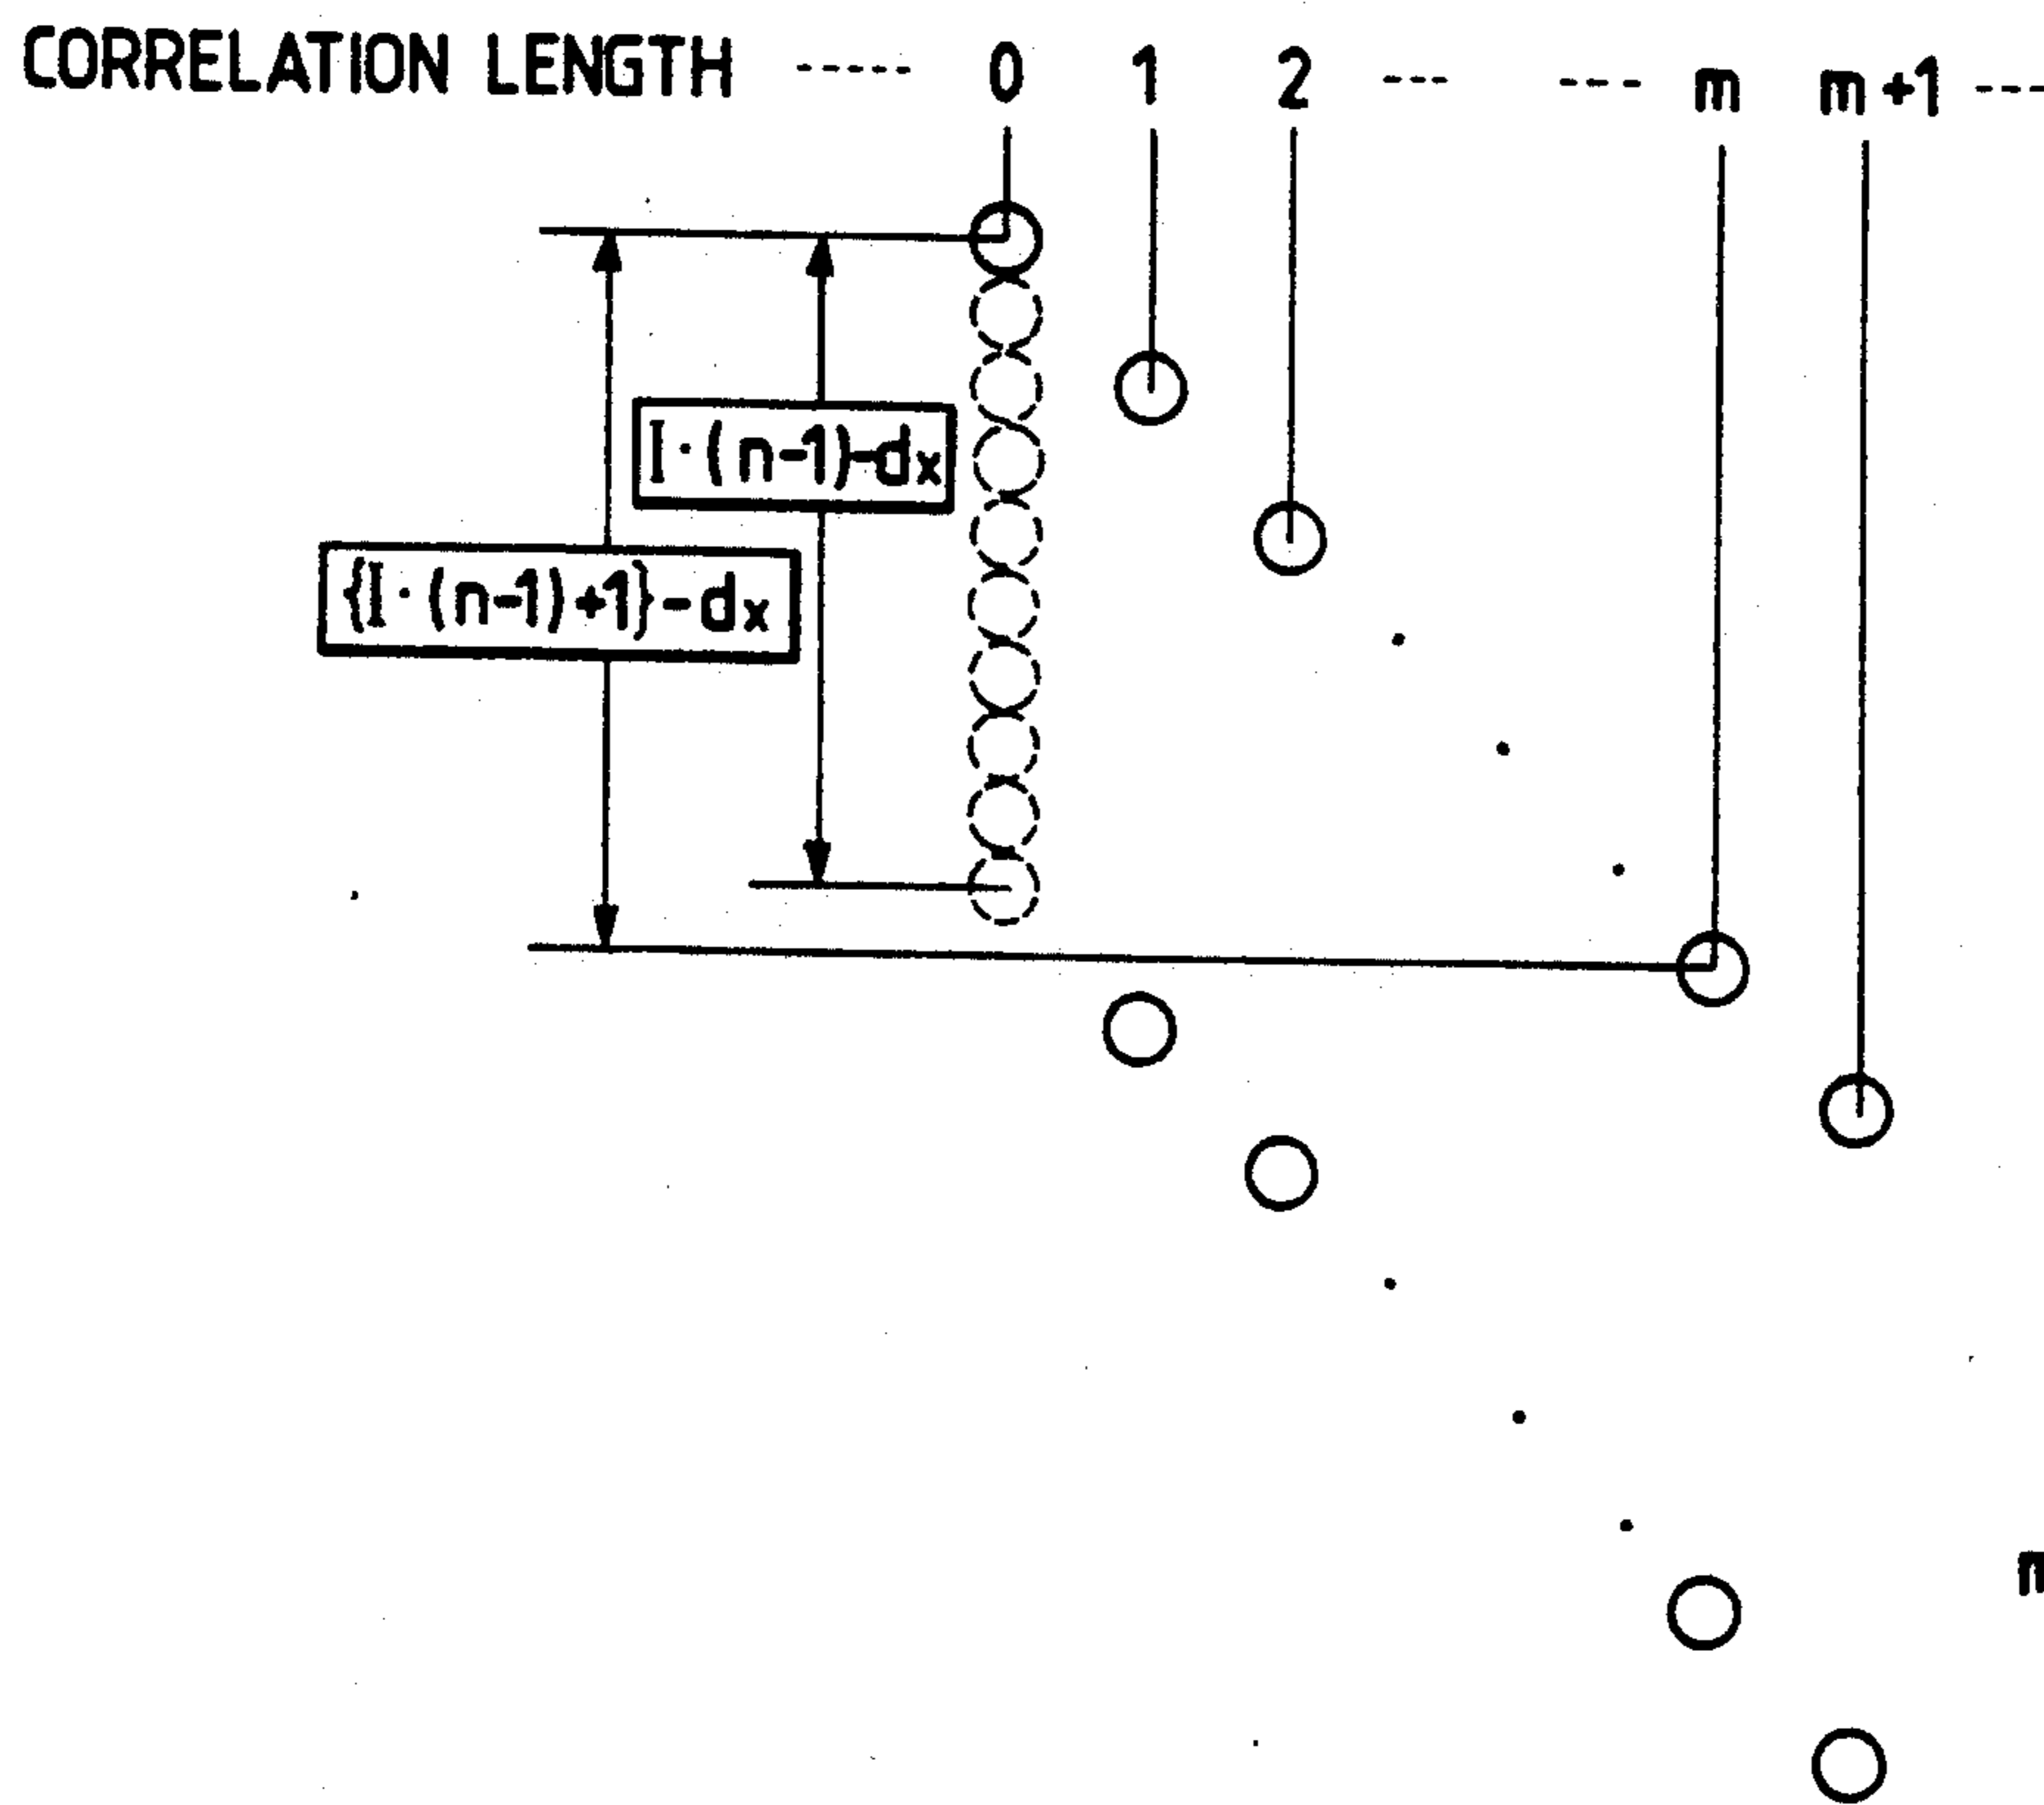 CORRELATION LENGTH ----- 0 1 2 --- --- m m+1 ---
I·(n-1)-dx
{I·(n-1)+1}-dx